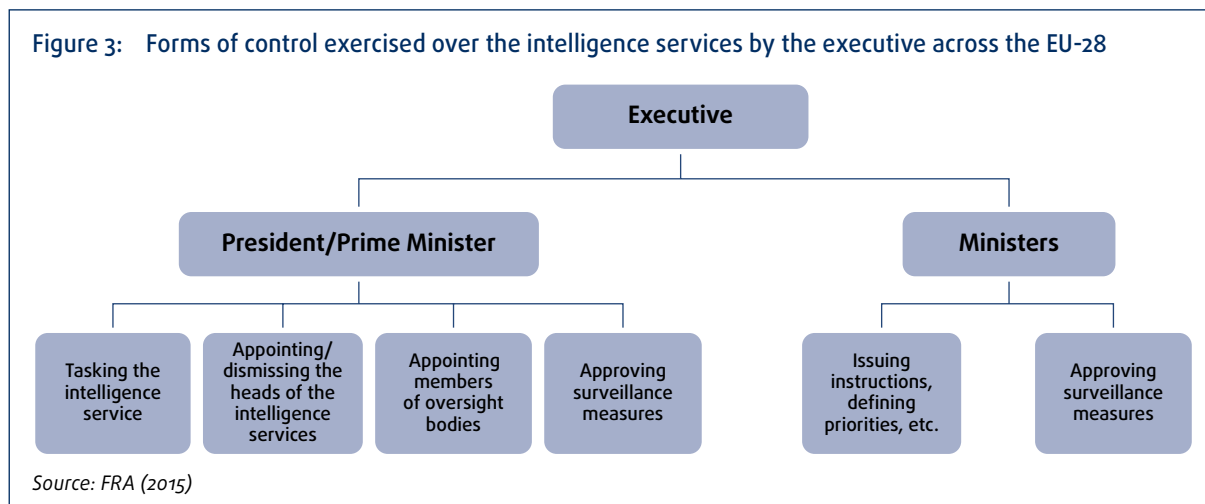 Figure 3: Forms of control exercised over the intelligence services by the executive across the EU-28
Executive
President/Prime Minister
Ministers
Tasking the
intelligence
service
Appointing/
dismissing the
heads of the
intelligence
services
Appointing
members
of oversight
bodies
Approving
surveillance
measures
Issuing
instructions,
defining
priorities, etc.
Approving
surveillance
measures
Source: FRA (2015)